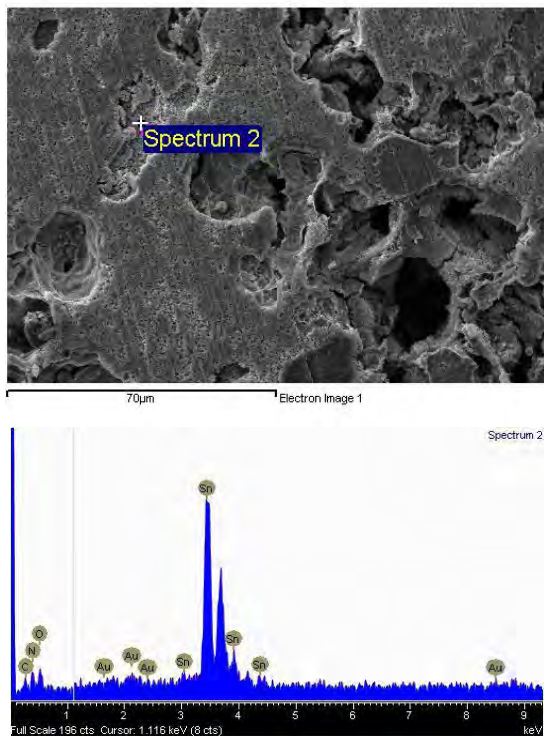 Spectrum 2
70µm
Electron Image 1
Spectrum 2
Sn
O
N
C
Au
Au
Au
Sn
Sn
Sn
Au
1 2 3 4 5 6 7 8 9
Full Scale 196 cts Cursor: 1.116 keV (8 cts)
keV